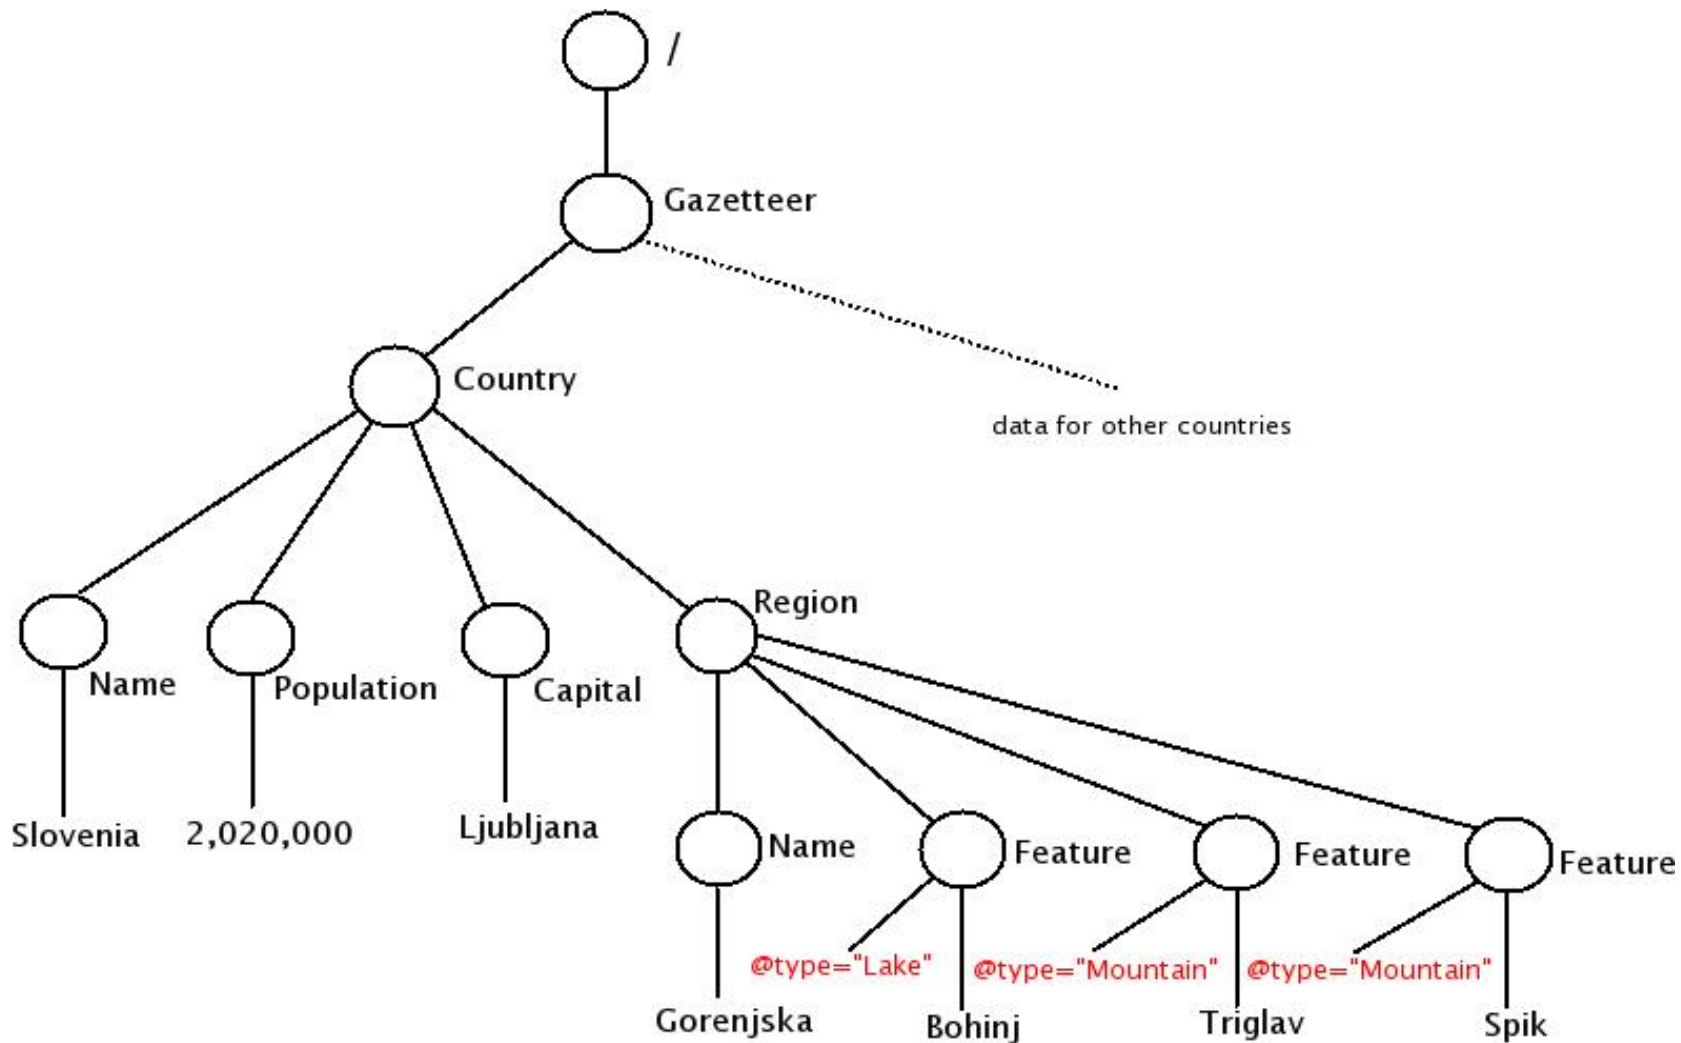 /
Gazetteer
Country
data for other countries
Region
Name
Population
Capital
Slovenia
2,020,000
Ljubljana
Name
Feature
Feature
Feature
@type="Lake"
@type="Mountain"
@type="Mountain"
Gorenjska
Bohinj
Triglav
Spik